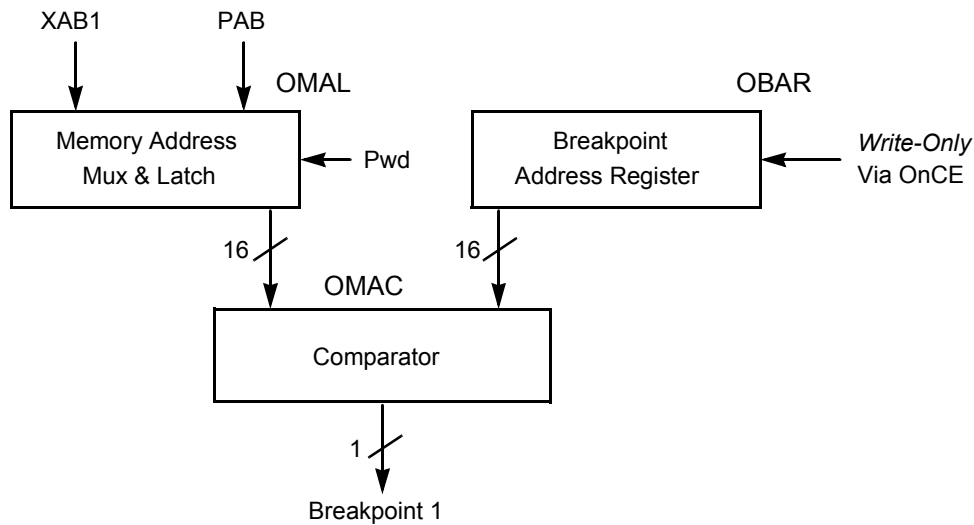 XAB1
PAB
OMAL
OBAR
Memory Address
Mux & Latch
Pwd
Breakpoint
Address Register
Write-Only
Via OnCE
16
16
OMAC
Comparator
1
Breakpoint 1